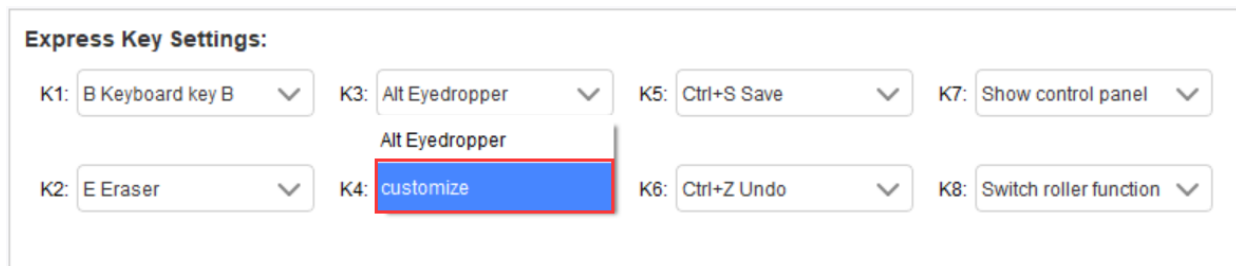 Express Key Settings:
K1: B Keyboard key B K3: Alt Eyedropper K5: Ctrl+S Save K7: Show control panel
Alt Eyedropper
K2: E Eraser K4: customize K6: Ctrl+Z Undo K8: Switch roller function